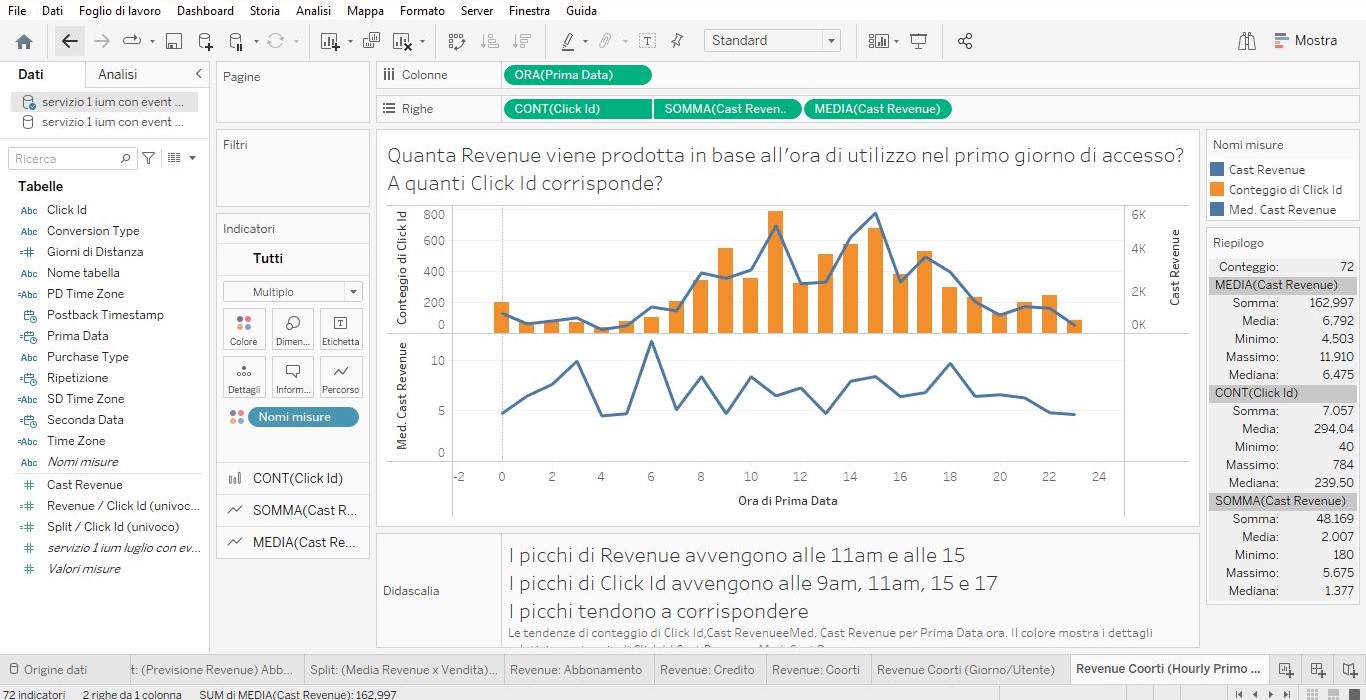 File Dati Foglio di lavoro Dashboard Storia Analisi Mappa Formato Server Finestra Guida
Standard
Mostra
Dati Analisi
servizio 1 ium con event ...
servizio 1 ium con event ...
Ricerca
Tabelle
Abc Click Id
Abc Conversion Type
Giorni di Distanza
Abc Nome tabella
=Abc PD Time Zone
Postback Timestamp
Prima Data
Abc Purchase Type
Ripetizione
=Abc SD Time Zone
Seconda Data
=Abc Time Zone
Abc Nomi misure
Cast Revenue
Revenue / Click Id (univoc...
Split / Click Id (univoco)
servizio 1 ium luglio con ev...
Valori misure
Pagine
Filtri
Indicatori
Tutti
Multiplo
Colore Dimen... Etichetta
Dettagli Inform... Percorso
Nomi misure
CONT(Click Id)
SOMMA(Cast R...
MEDIA(Cast Re...
Colonne ORA(Prima Data)
Righe CONT(Click Id) SOMMA(Cast Reven.. MEDIA(Cast Revenue)
Quanta Revenue viene prodotta in base all'ora di utilizzo nel primo giorno di accesso?
A quanti Click Id corrisponde?
Conteggio di Click Id
800
600
400
200
0
6K
4K
2K
0K
Cast Revenue
Med. Cast Revenue
10
5
0
-2 0 2 4 6 8 10 12 14 16 18 20 22 24
Ora di Prima Data
Didascalia
I picchi di Revenue avvengono alle 11am e alle 15
I picchi di Click Id avvengono alle 9am, 11am, 15 e 17
I picchi tendono a corrispondere
Le tendenze di conteggio di Click Id,Cast RevenueeMed. Cast Revenue per Prima Data ora. Il colore mostra i dettagli
Nomi misure
Cast Revenue
Conteggio di Click Id
Med. Cast Revenue
Riepilogo
Conteggio: 72
MEDIA(Cast Revenue)
Somma: 162,997
Media: 6,792
Minimo: 4,503
Massimo: 11,910
Mediana: 6,475
CONT(Click Id)
Somma: 7.057
Media: 294,04
Minimo: 40
Massimo: 784
Mediana: 239,50
SOMMA(Cast Revenue)
Somma: 48.169
Media: 2.007
Minimo: 180
Massimo: 5.675
Mediana: 1.377
Origine dati t: (Previsione Revenue) Abb... Split: (Media Revenue x Vendita)... Revenue: Abbonamento Revenue: Credito Revenue: Coorti Revenue Coorti (Giorno/Utente) Revenue Coorti (Hourly Primo ...
72 indicatori 2 righe da 1 colonna SUM di MEDIA(Cast Revenue): 162,997